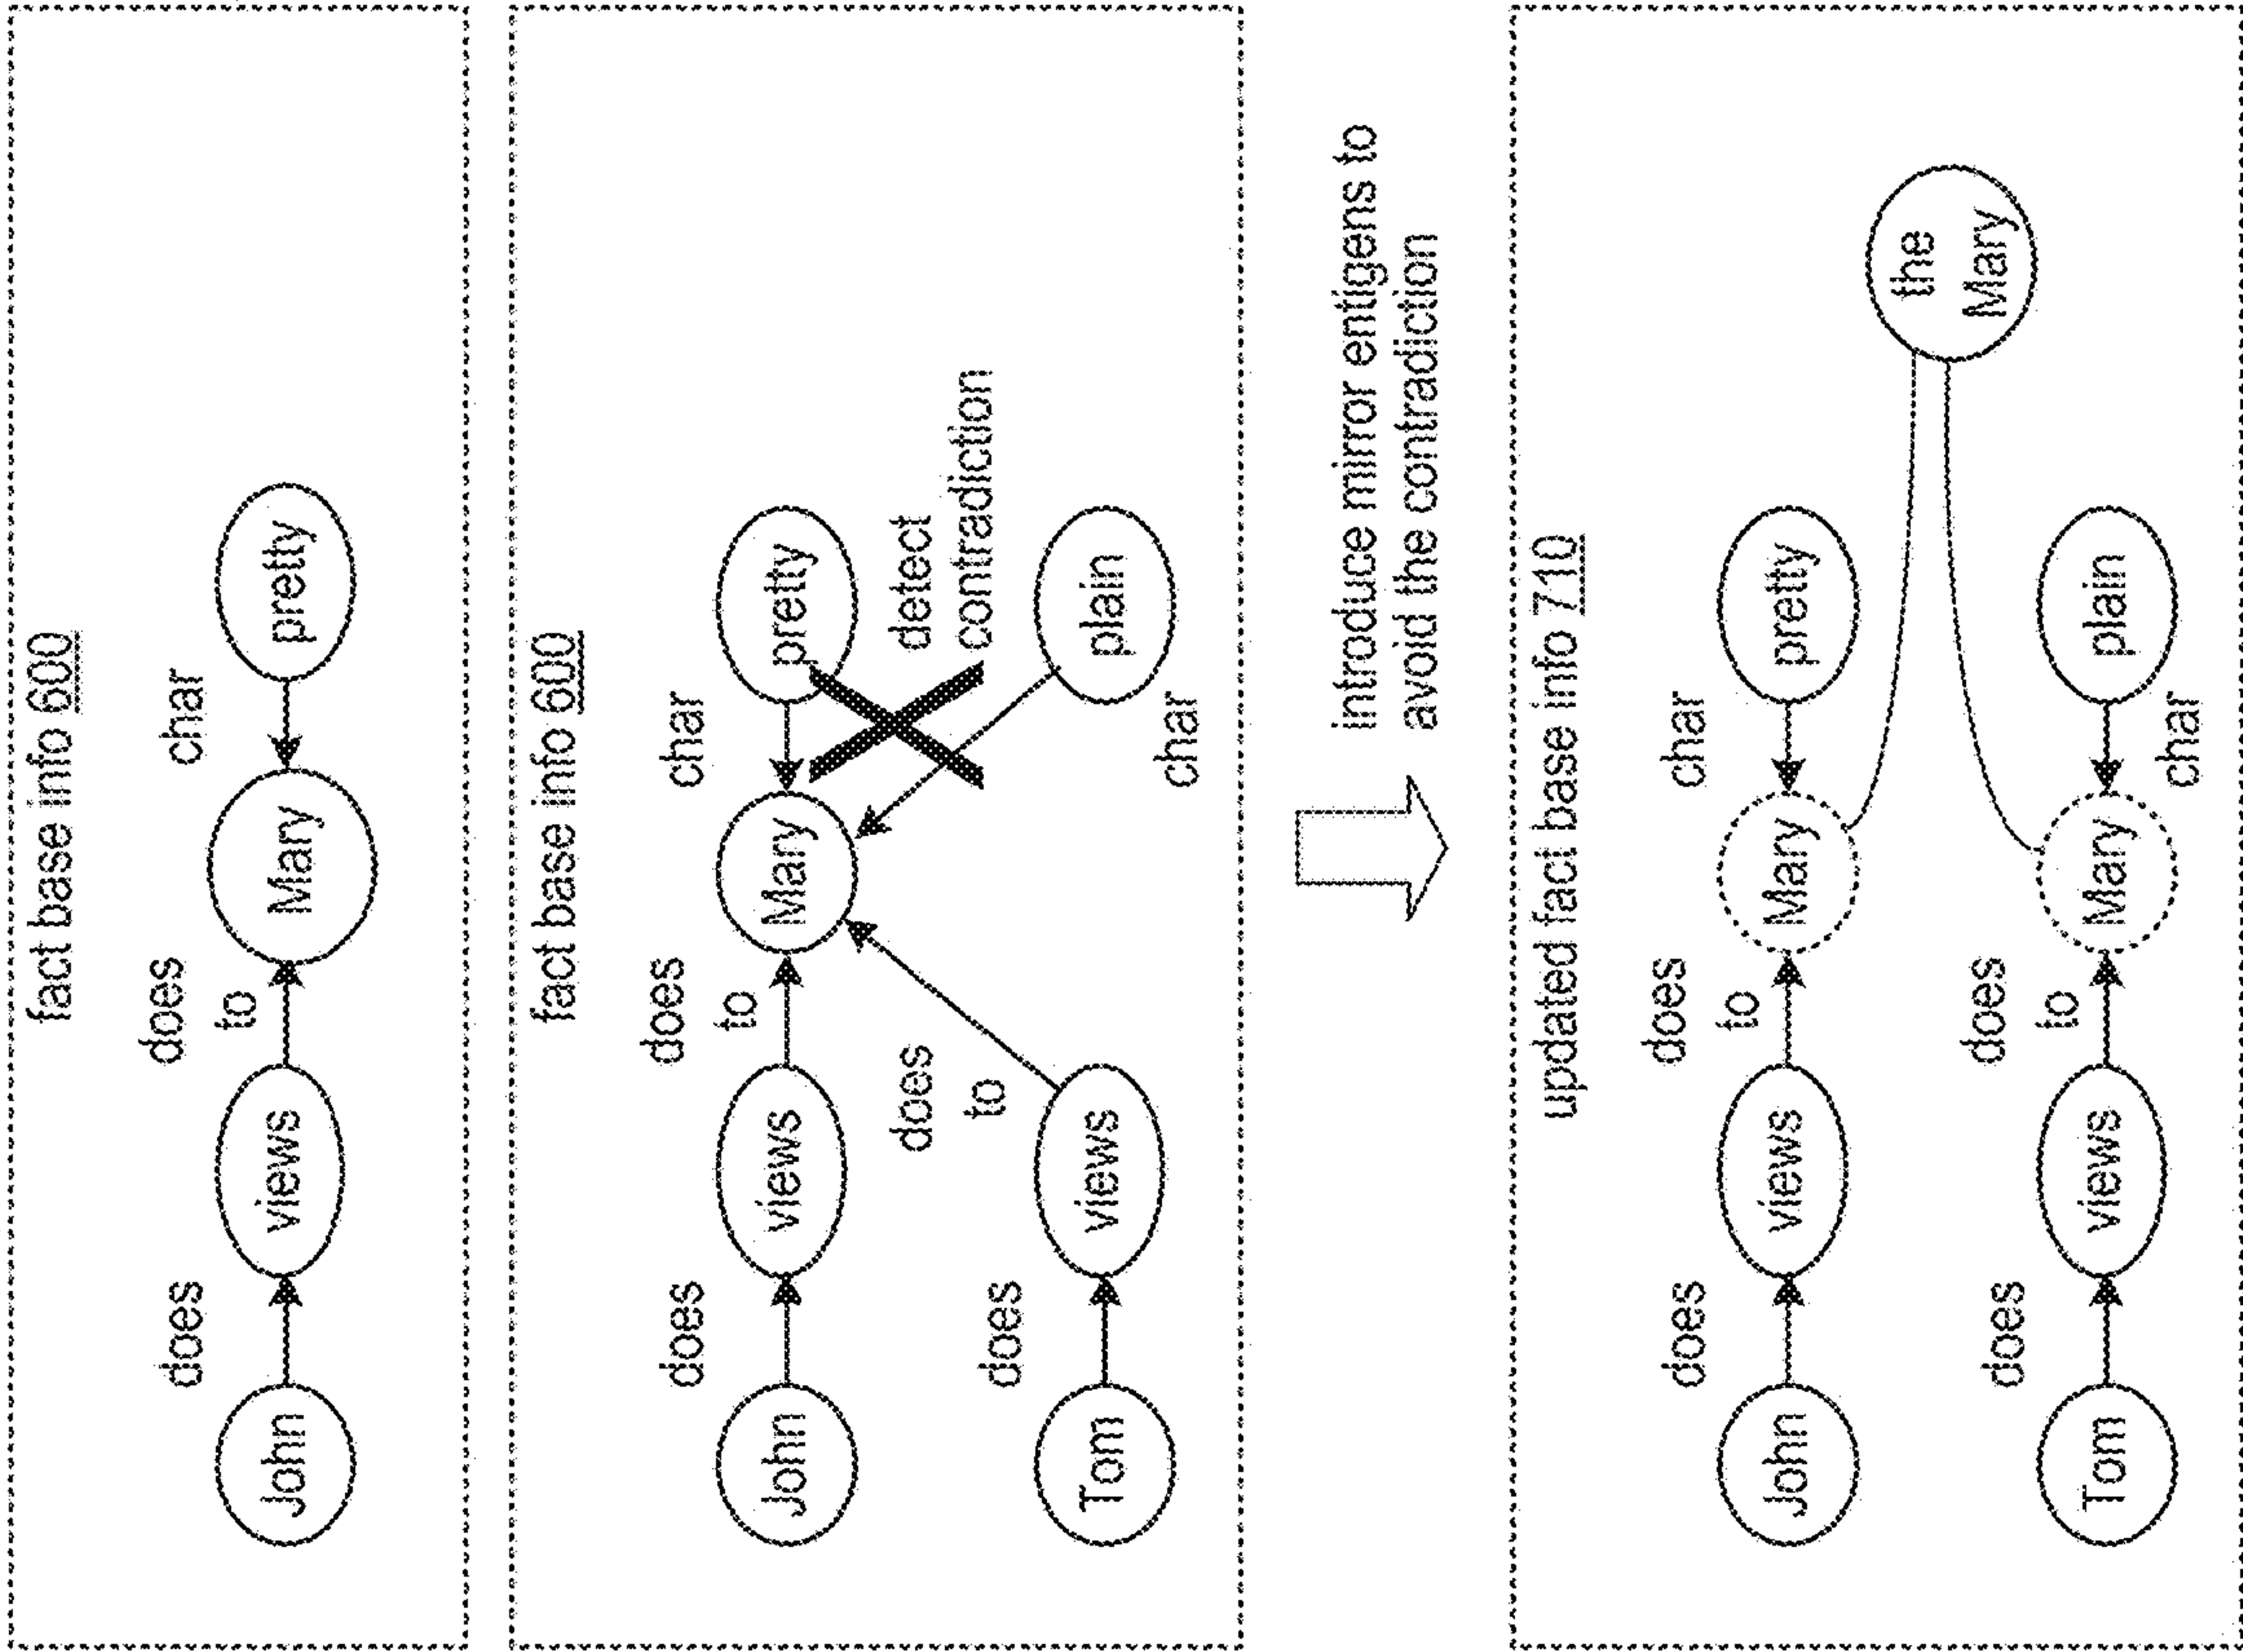 fact base info 600
does
does
to
char
John
views
Mary
pretty
fact base info 600
does
does
to
char
John
views
Mary
pretty
does
to
detect
contradiction
does
char
Tom
views
plain
introduce mirror entigens to
avoid the contradiction
updated fact base info 710
does
does
to
char
John
views
Mary
pretty
the
Mary
does
does
to
Tom
views
Mary
plain
char